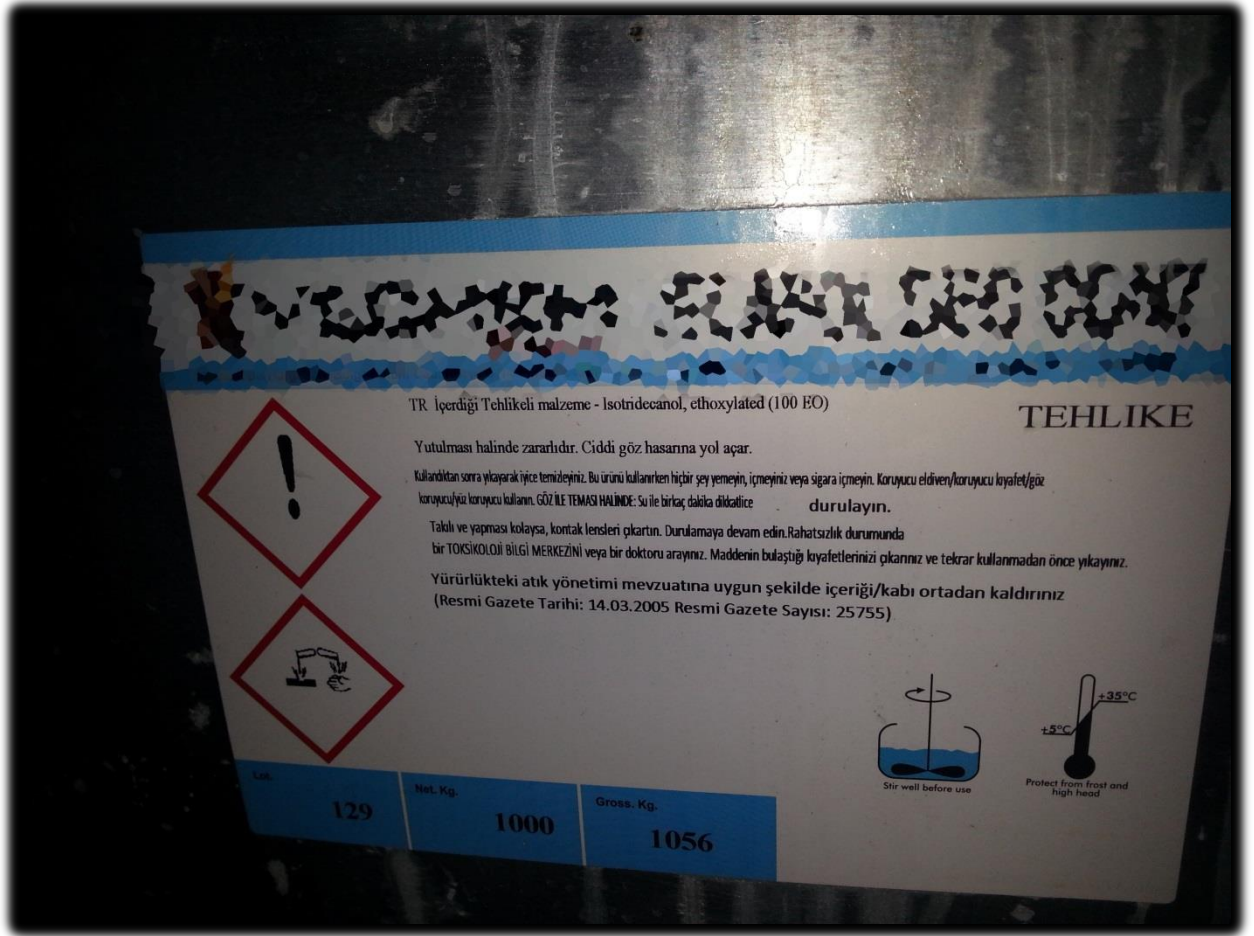 TR İçerdiği Tehlikeli malzeme - Isotridecanol, ethoxylated (100 EO)
TEHLIKE
Yutulması halinde zararlıdır. Ciddi göz hasarına yol açar.
Kullandıktan sonra yıkayarak iyice temizleyiniz. Bu ürünü kullanırken hiçbir şey yemeyin, içmeyiniz veya sigara içmeyin. Koruyucu eldiven/koruyucu kıyafet/göz
koruyucu/yüz koruyucu kullanın. GÖZ İLE TEMASI HALİNDE: Su ile birkaç dakika dikkatlice durulayın.
Takılı ve yapması kolaysa, kontak lensleri çıkartın. Durulamaya devam edin.Rahatsızlık durumunda
bir TOKSİKOLOJİ BİLGİ MERKEZİNİ veya bir doktoru arayınız. Maddenin bulaştığı kıyafetlerinizi çıkarınız ve tekrar kullanmadan önce yıkayınız.
Yürürlükteki atık yönetimi mevzuatına uygun şekilde içeriği/kabı ortadan kaldırınız
(Resmi Gazete Tarihi: 14.03.2005 Resmi Gazete Sayısı: 25755)
+35°C
+5°C
Stir well before use
Protect from frost and
high head
Lot.
129
Net. Kg.
1000
Gross. Kg.
1056